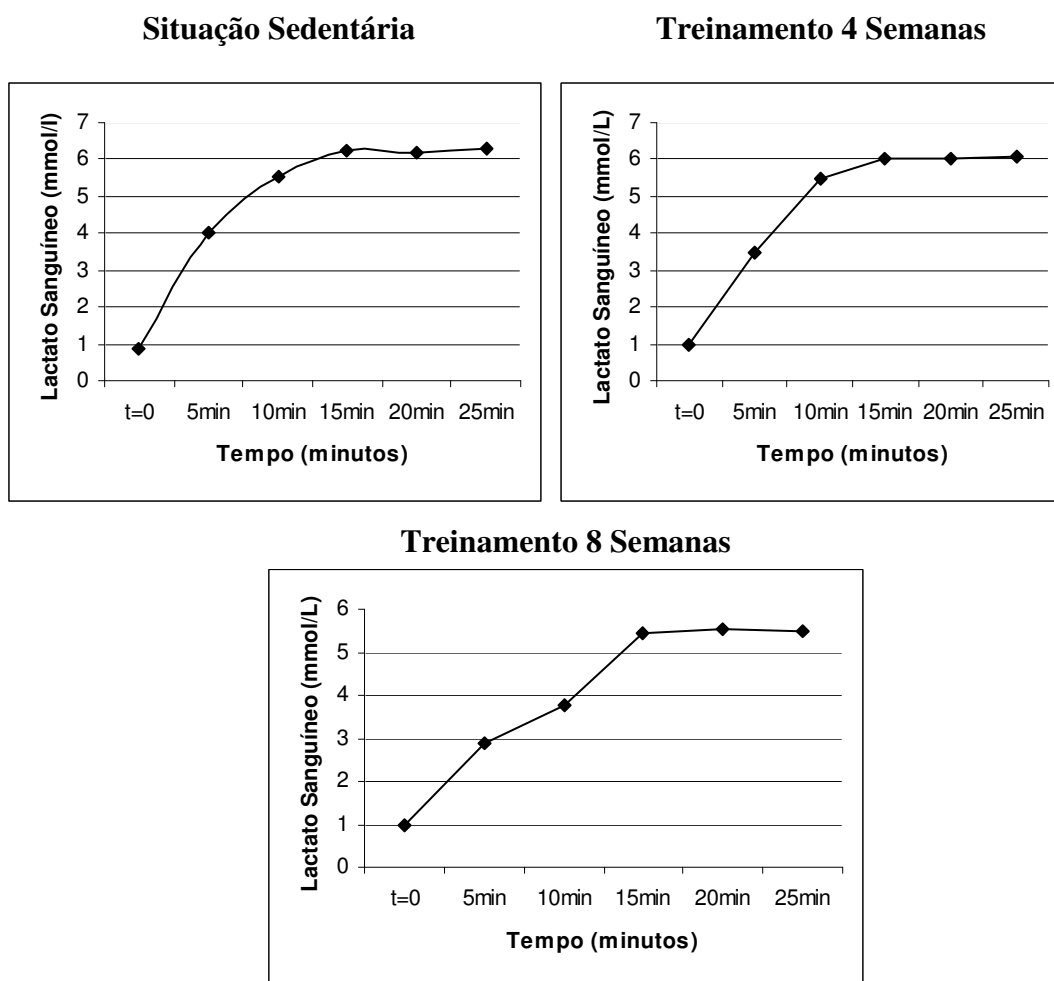 Situação Sedentária
Lactato Sanguíneo (mmol/l)
7
6
5
4
3
2
1
0
t=0 5min 10min 15min 20min 25min
Tempo (minutos)
Treinamento 4 Semanas
Lactato Sanguíneo (mmol/L)
7
6
5
4
3
2
1
0
t=0 5min 10min 15min 20min 25min
Tempo (minutos)
Treinamento 8 Semanas
Lactato Sanguíneo (mmol/L)
6
5
4
3
2
1
0
t=0 5min 10min 15min 20min 25min
Tempo (minutos)